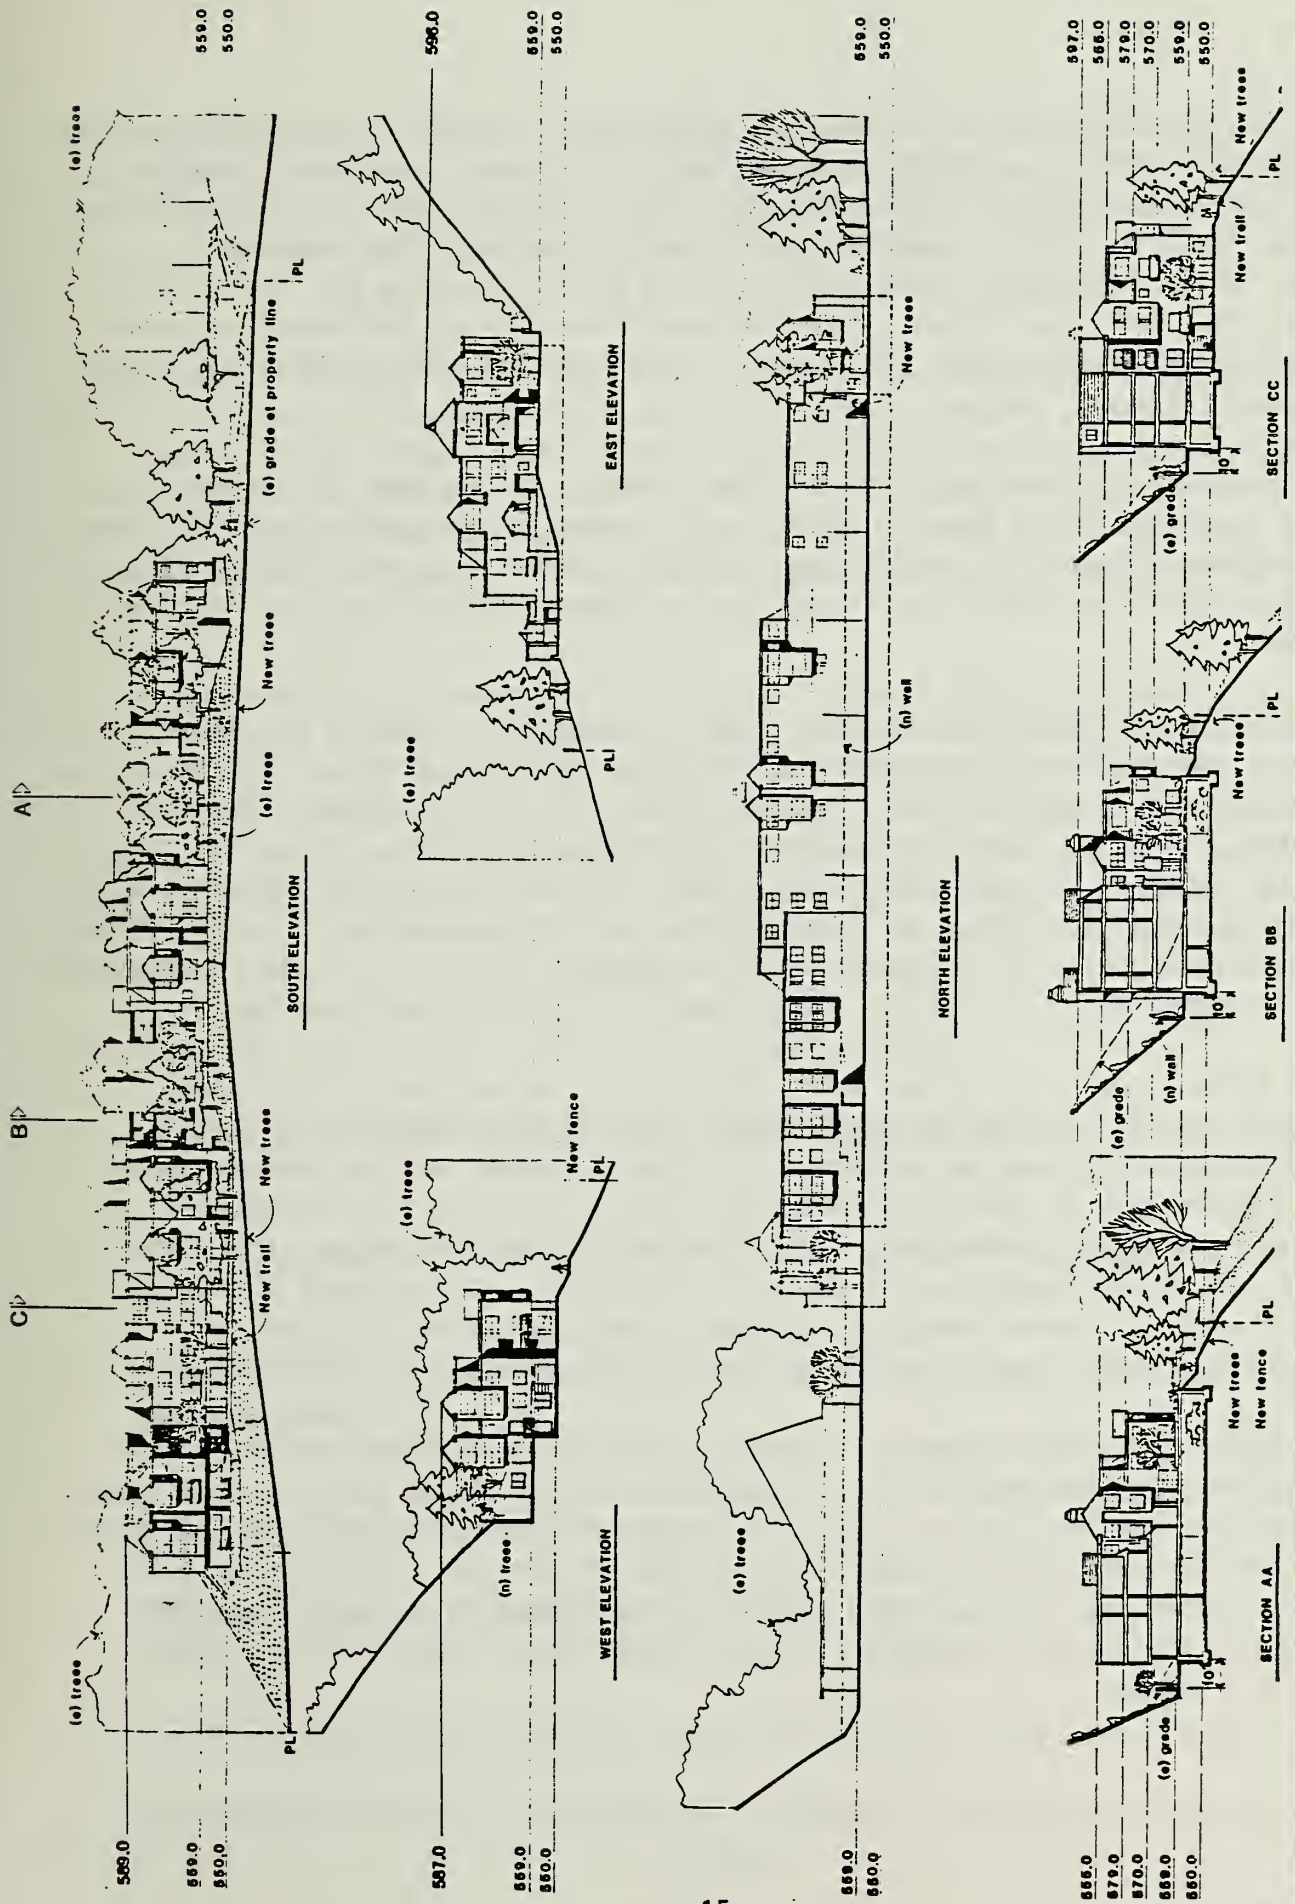 C
B
A
(e) trees
(e) trees
589.0
559.0
550.0
559.0
550.0
PL
New trail
New trees
(e) trees
New trees
(e) grade at property line
PL
SOUTH ELEVATION
587.0
559.0
550.0
(n) trees
(e) trees
New fence
PL
WEST ELEVATION
(e) trees
PL
596.0
559.0
550.0
EAST ELEVATION
559.0
550.0
(e) trees
(n) wall
New trees
559.0
550.0
NORTH ELEVATION
579.0
570.0
559.0
550.0
(e) grade
10'
New trees
New fence
PL
SECTION AA
(e) grade
(n) wall
10'
New trees
PL
SECTION BB
(e) grade
10'
New trail
PL
New trees
597.0
579.0
570.0
559.0
550.0
SECTION CC
15